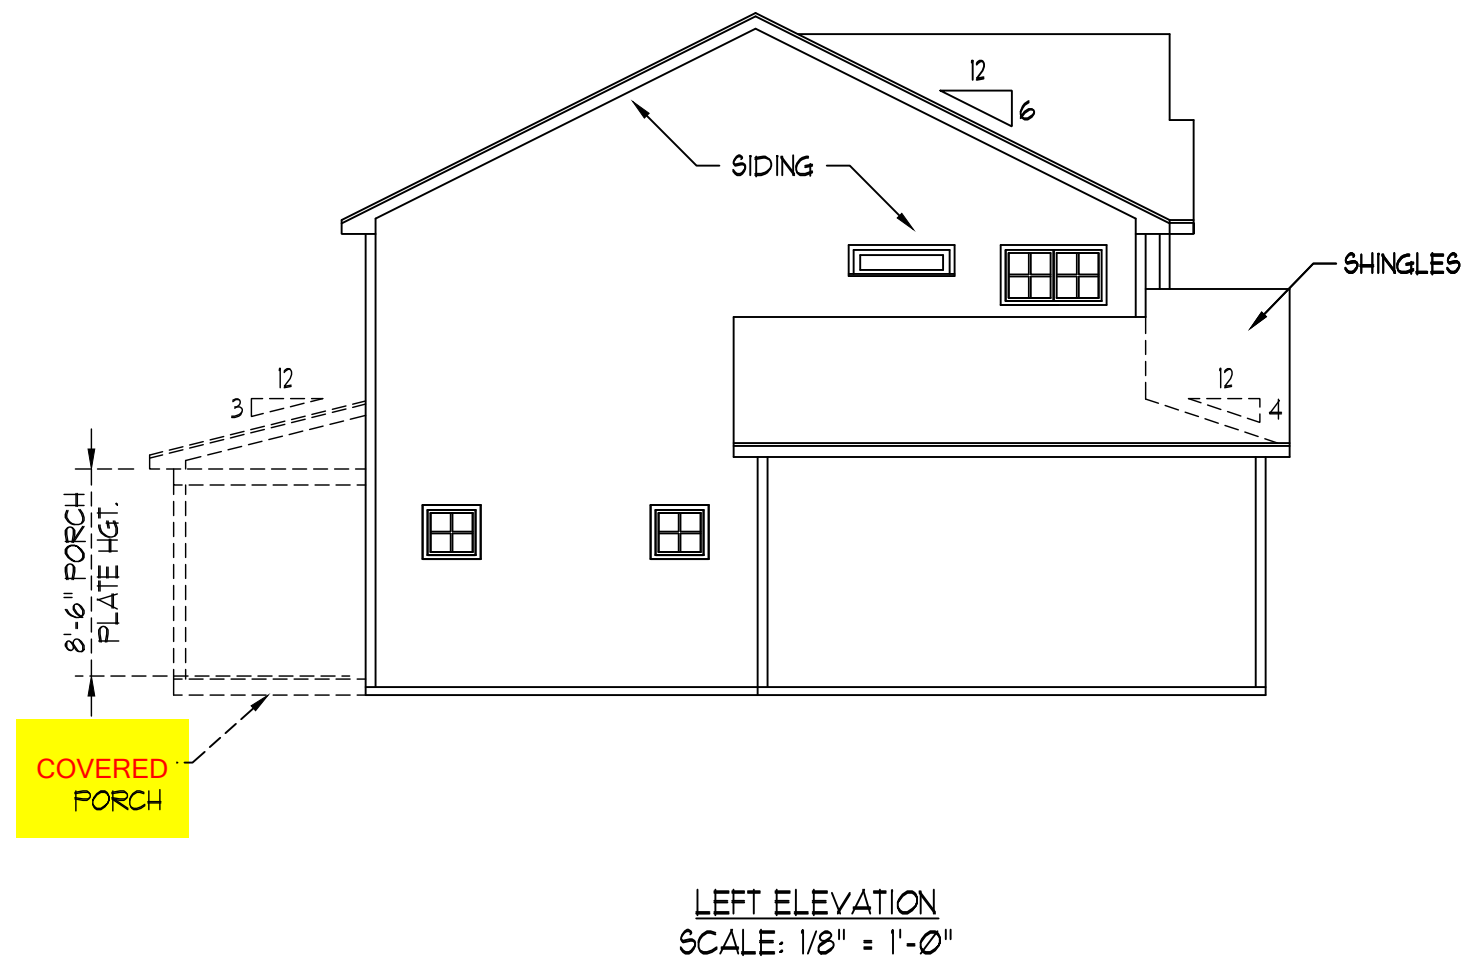 12
6
SIDING
SHINGLES
12
3
12
4
8'-6" PORCH
PLATE HGT.
COVERED
PORCH
LEFT ELEVATION
SCALE: 1/8" = 1'-0"